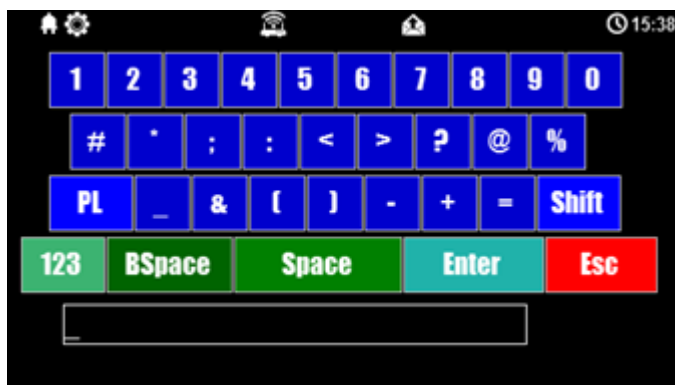 15:38
1 2 3 4 5 6 7 8 9 0
# * ; : < > ? @ %
PL _ & ( ) - + = Shift
123 BSpace Space Enter Esc
_